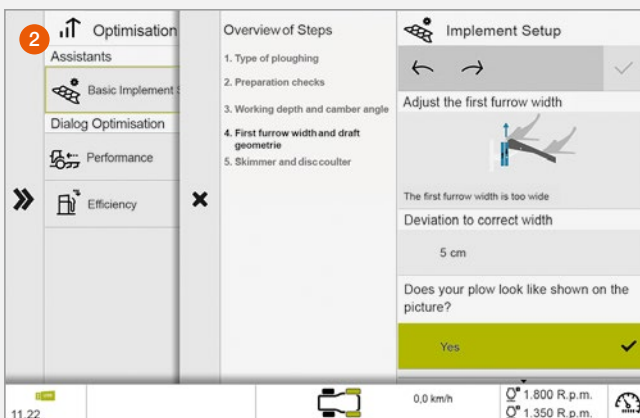 2
Optimisation
Assistants
Basic Implement
Dialog Optimisation
Performance
Efficiency
Overview of Steps
1. Type of ploughing
2. Preparation checks
3. Working depth and camber angle
4. First furrow width and draft
geometrie
5. Skimmer and disc coulter
Implement Setup
Adjust the first furrow width
The first furrow width is too wide
Deviation to correct width
5 cm
Does your plow look like shown on the
picture?
Yes
11.22
0,0 km/h
1.800 R.p.m.
1.350 R.p.m.